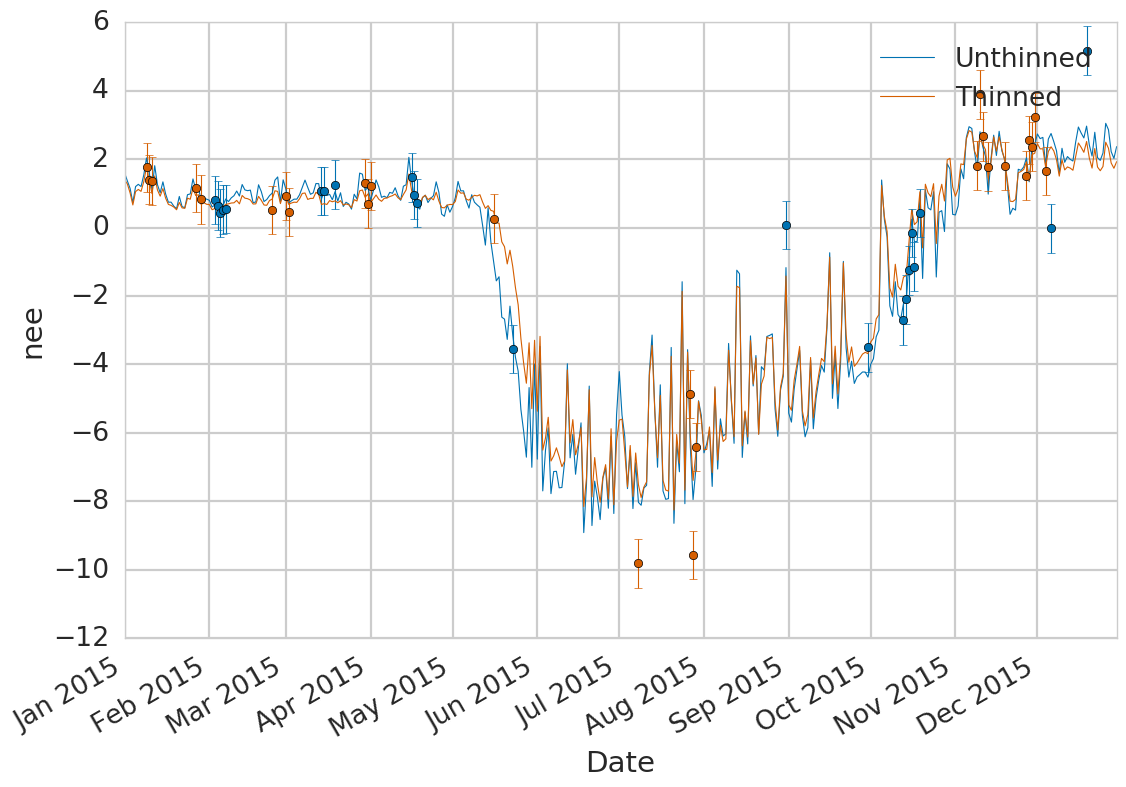 6
4
2
0
−2
−4
−6
−8
−10
−12
nee
Unthinned
Thinned
Jan 2015
Feb 2015
Mar 2015
Apr 2015
May 2015
Jun 2015
Jul 2015
Aug 2015
Sep 2015
Oct 2015
Nov 2015
Dec 2015
Date